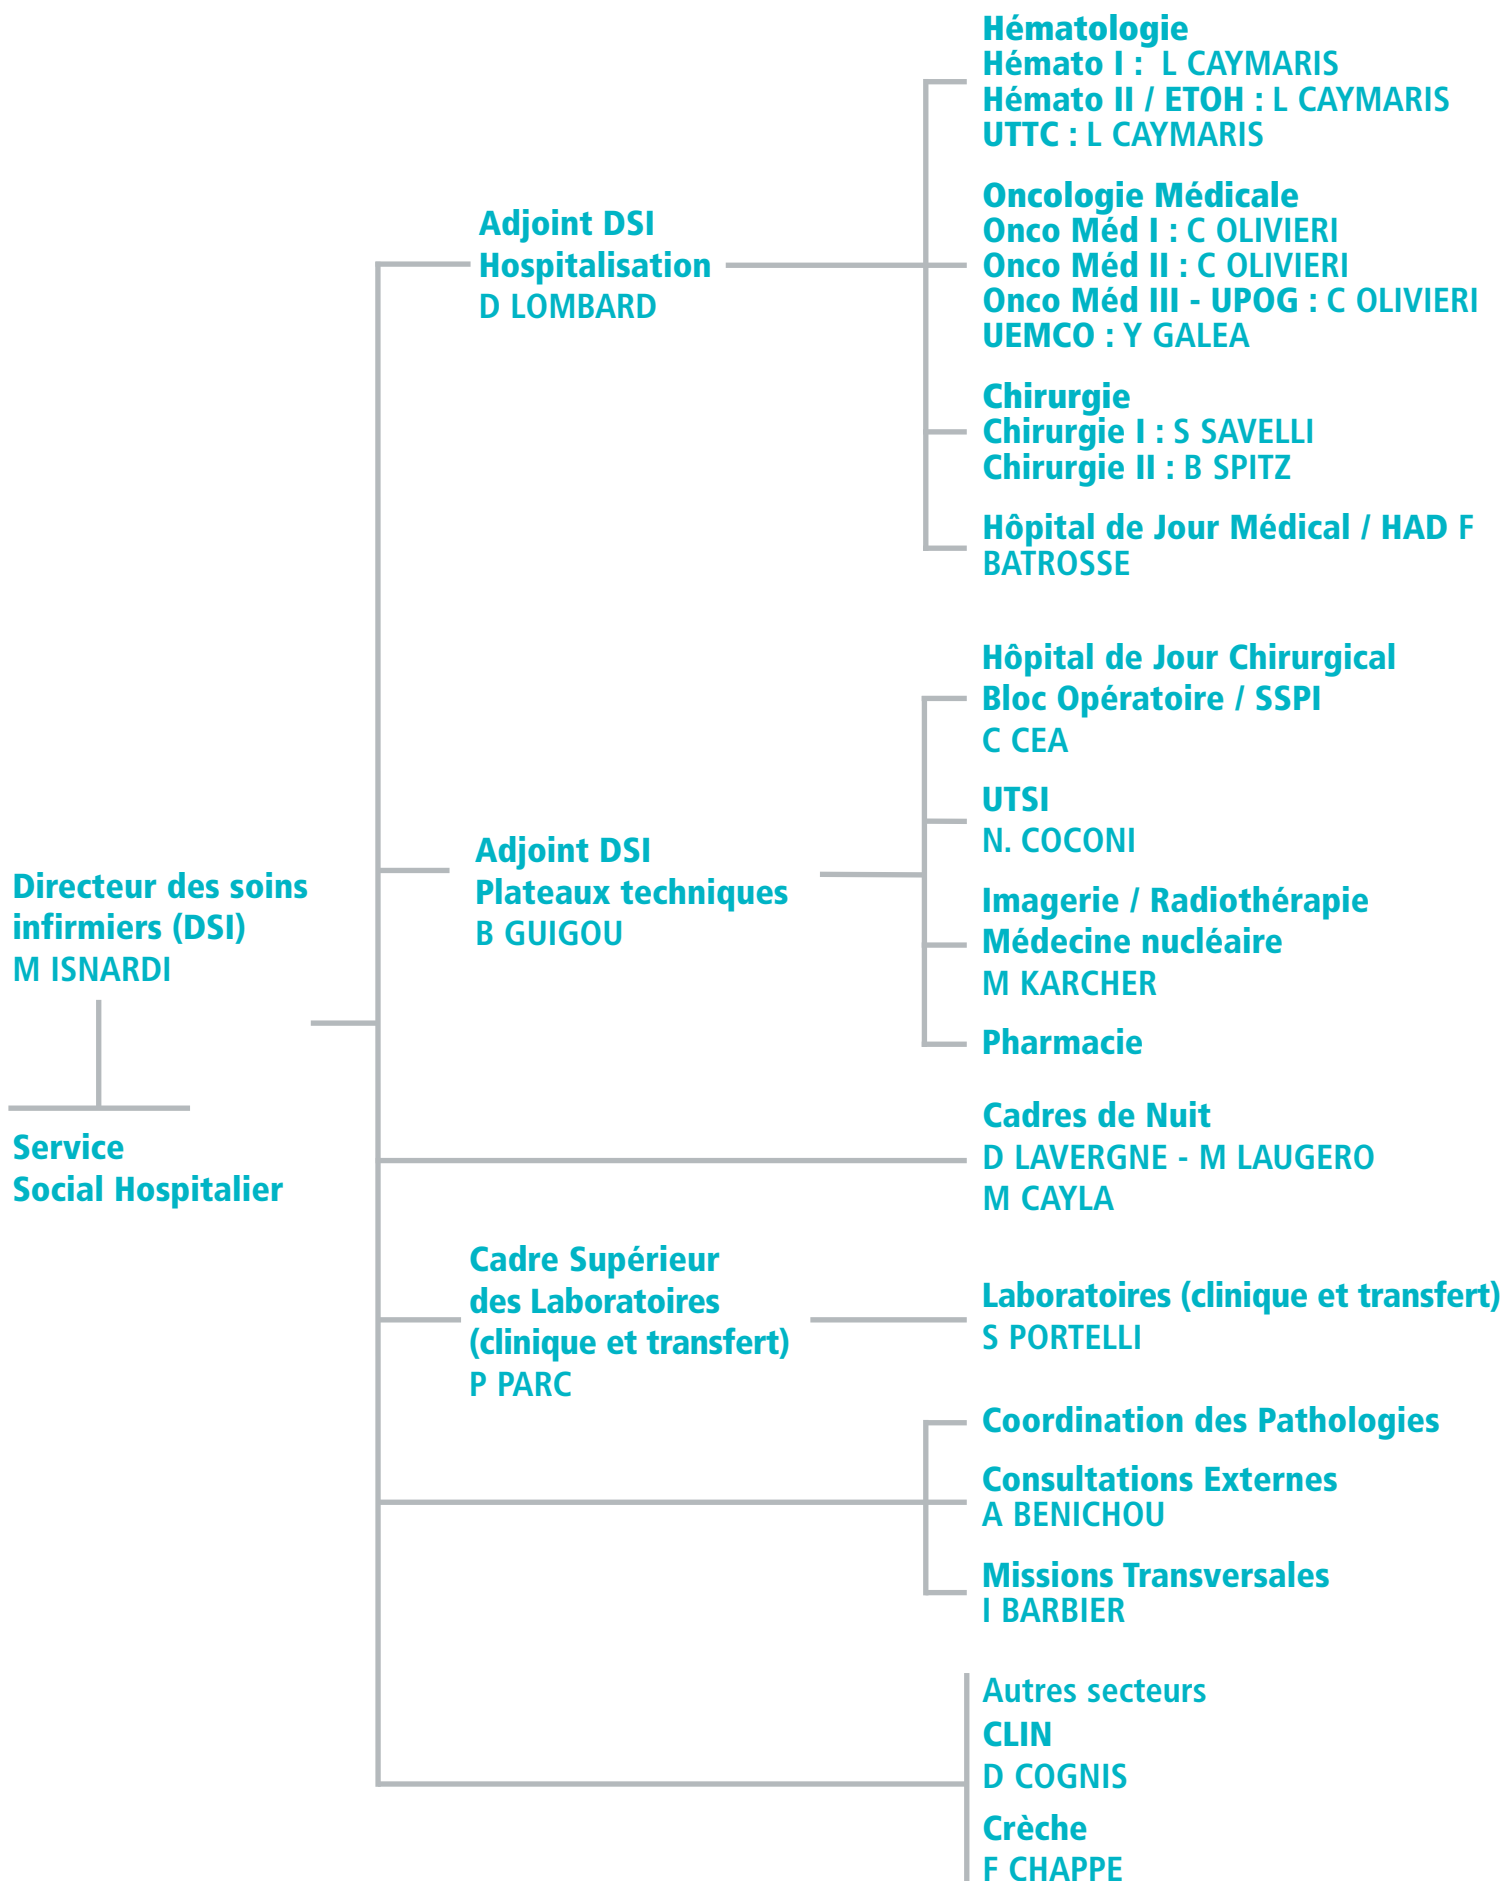 Directeur des soins
infirmiers (DSI)
M ISNARDI
Service
Social Hospitalier
Adjoint DSI
Hospitalisation
D LOMBARD
Hématologie
Hémato I : L CAYMARIS
Hémato II / ETOH : L CAYMARIS
UTTC : L CAYMARIS
Oncologie Médicale
Onco Méd I : C OLIVIERI
Onco Méd II : C OLIVIERI
Onco Méd III - UPOG : C OLIVIERI
UEMCO : Y GALEA
Chirurgie
Chirurgie I : S SAVELLI
Chirurgie II : B SPITZ
Hôpital de Jour Médical / HAD F
BATROSSE
Adjoint DSI
Plateaux techniques
B GUIGOU
Hôpital de Jour Chirurgical
Bloc Opératoire / SSPI
C CEA
UTSI
N. COCONI
Imagerie / Radiothérapie
Médecine nucléaire
M KARCHER
Pharmacie
Cadres de Nuit
D LAVERGNE - M LAUGERO
M CAYLA
Cadre Supérieur
des Laboratoires
(clinique et transfert)
P PARC
Laboratoires (clinique et transfert)
S PORTELLI
Coordination des Pathologies
Consultations Externes
A BENICHOU
Missions Transversales
I BARBIER
Autres secteurs
CLIN
D COGNIS
Crèche
F CHAPPE